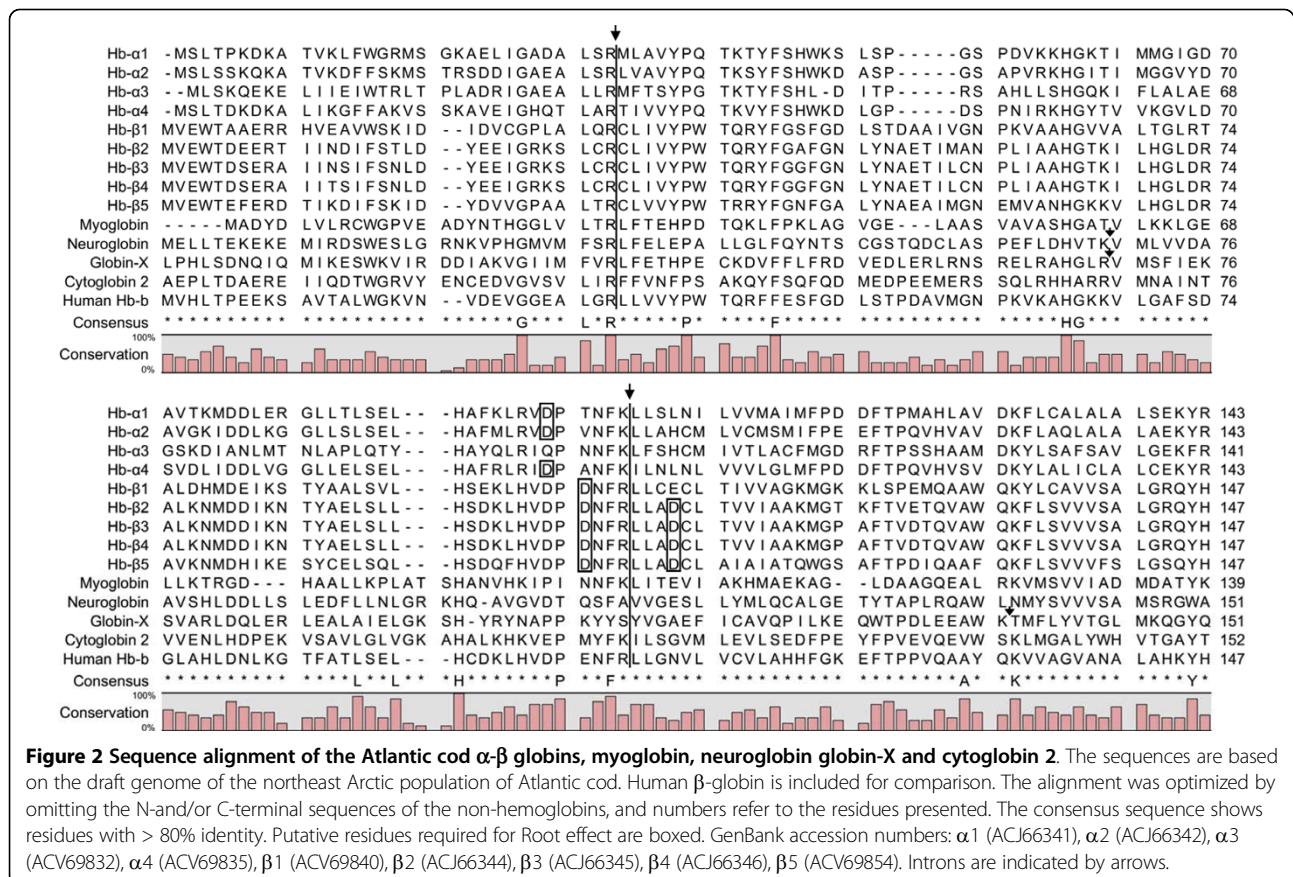 Hb-α1 -MSLTPKDKA TVKLFWGRMS GKAELIGADA LSRMLAVYPQ TKTYFSHWKS LSP-----GS PDVKKHGKTI MMGIGD 70
Hb-α2 -MSLSSKQKA TVKDFFSKMS TRSDDIGAEA LSRLVAVYPQ TKSYFSHWKD ASP-----GS APVRKHGITI MGGVYD 70
Hb-α3 --MLSKQEKE LIIEIWTRLT PLADRIGAEA LLRMFTSYPG TKTYFSHL-D ITP-----RS AHLLSHGQKI FLALAE 68
Hb-α4 -MSLTDKDKA LIKGFFAKVS SKAVEIGHQT LARTIVVYPQ TKVYFSHWKD LGP-----DS PNIRKHGYTV VKGVLD 70
Hb-β1 MVEWTAAERR HVEAVWSKID --IDVCGPLA LQRCLIVYPW TQRYFGSFGD LSTDAAIVGN PKVAAHGVVA LTGLRT 74
Hb-β2 MVEWTDEERT IINDIFSTLD --YEEIGRKS LCRCLIVYPW TQRYFGAFGN LYNAETIMAN PLIAAHGTKI LHGLDR 74
Hb-β3 MVEWTDSERA IINSIFSNLD --YEEIGRKS LCRCLIVYPW TQRYFGGFGN LYNAETILCN PLIAAHGTKI LHGLDR 74
Hb-β4 MVEWTDSERA IITSIFSNLD --YEEIGRKS LCRCLIVYPW TQRYFGGFGN LYNAETILCN PLIAAHGTKI LHGLDR 74
Hb-β5 MVEWTEFERD TIKDIFSKID --YDVVGPAA LTRCLIVYPW TRRYFGNFGA LYNAEAIMGN EMVANHGTKI LHGLDR 74
Myoglobin -----MADYD LVLRCWGPVE ADYNTHGGLV LTRLFTEHPD TQKLFPKLAG VGE-----LAAS VAVASHGATV LKKLGE 68
Neuroglobin MELLTEKEKE MIRDSWESLG RNKVPHGMVM FSRLFELEPA LLGLFQYNTS CGSTQDCLAS PEFLDHVTKV MLVVDA 76
Globin-X LPHLSDNQIQ MIKESWKVIR DDIAKVGIIM FVRLFETHPE CKDVFFLFRD VEDLERLRNS RELRAHGLRV MSFIEK 76
Cytoglobin 2 AEPLTDAERE IIQDTWGRVY ENCEDVGVSV LIRFFVNFPS AKQYFSQFQD MEDPEEMERS SQLRHHARRV MNAINT 76
Human Hb-b MVHLTPEEKS AVTALWGKVN --VDEVGGEA LGRLLVVYPW TQRFFESFGD LSTPDAVMGN PKVKAHGKKV LGAFSD 74
Consensus ********** ********** ******G*** L*R****P* ****F***** ********** *****HG*** ******
100%
Conservation
0%
Hb-α1 AVTKMDDLER GLLTLSEL-- -HAFKLRVDP TNFKLLSLNI LVVMAIMFPD DFTPMAHLAV DKFLCALALA LSEKYR 143
Hb-α2 AVGKIDDLKG GLLSLSEL-- -HAFMLRVDP VNFKLLAHCM LVCMSMIFPE EFTPQVHVAV DKFLAQLALA LAEKYR 143
Hb-α3 GSKDIANLMT NLAPLQTY-- -HAYQLRIQP NNFKLFSHCM IVTLACFMGD RFTPSSHAAM DKYLSAFSAV LGEKFR 141
Hb-α4 SVDLIDDLVG GLLELSEL-- -HAFRLRIDP ANFKILNLNL VVVLGLMFPD DFTPQVHVSV DKYLALICLA LCEKYR 143
Hb-β1 ALDHMDEIKS TYAALSVL-- -HSEKLHVDP DNFRLLCECL TIVVAGKMGK KLSPEMQAAW QKFLCAVVSA LGRQYH 147
Hb-β2 ALKNMDDIKN TYAELSLL-- -HSDKLHVDP DNFRLLADCL TVVIAAKMGT KFTVETQVAW QKFLSVVVSA LGRQYH 147
Hb-β3 ALKNMDDIKN TYAELSLL-- -HSDKLHVDP DNFRLLADCL TVVIAAKMGP AFTVDTQVAW QKFLSVVVSA LGRQYH 147
Hb-β4 ALKNMDDIKN TYAELSLL-- -HSDKLHVDP DNFRLLADCL TVVIAAKMGP AFTVDTQVAW QKFLSVVVSA LGRQYH 147
Hb-β5 AVKNMDHIKE SYCELSQL-- -HSDQFHVDP DNFRLLADCL AIAIATQWGS AFTPDIQAAF QKFLSVVVFS LGSQYH 147
Myoglobin LLKTRGD--- HAALLKPLAT SHANVHKIPI NNFKLITEVI AKHMAEKAG- -LDAAGQEAL RKVMSVVIAD MDATYK 139
Neuroglobin AVSHLDDLLS LEDFLLNLGR KHQ-AVGVDT QSFAVVGESL LYMLQCALGE TYTAPLRQAW LNMYSVVVSA MSRGWA 151
Globin-X SVARLDQLER LEALAIELGK SH-YRYNAPP KYYSYVGAEF ICAVQPILKE QWTPDLEEAW KTMFLYVTGL MKQGYQ 151
Cytoglobin 2 VVENLHDPEK VSAVLGLVGK AHALKHKVEP MYFKILSGVM LEVLSEDFPE YFPVEVQEVW SKLMGALYWH VTGAYT 152
Human Hb-b GLAHLDNLKG TFATLSEL-- -HCDKLHVDP ENFRLLGNVL VCVLAHHFGK EFTPPVQAAY QKVVAGVANA LAHKYH 147
Consensus ********** *****L**L* *H*******P **F******* ********** ********A* *K******** ****Y*
100%
Conservation
0%
Figure 2 Sequence alignment of the Atlantic cod α-β globins, myoglobin, neuroglobin globin-X and cytoglobin 2. The sequences are based
on the draft genome of the northeast Arctic population of Atlantic cod. Human β-globin is included for comparison. The alignment was optimized by
omitting the N-and/or C-terminal sequences of the non-hemoglobins, and numbers refer to the residues presented. The consensus sequence shows
residues with > 80% identity. Putative residues required for Root effect are boxed. GenBank accession numbers: α1 (ACJ66341), α2 (ACJ66342), α3
(ACV69832), α4 (ACV69835), β1 (ACV69840), β2 (ACJ66344), β3 (ACJ66345), β4 (ACJ66346), β5 (ACV69854). Introns are indicated by arrows.